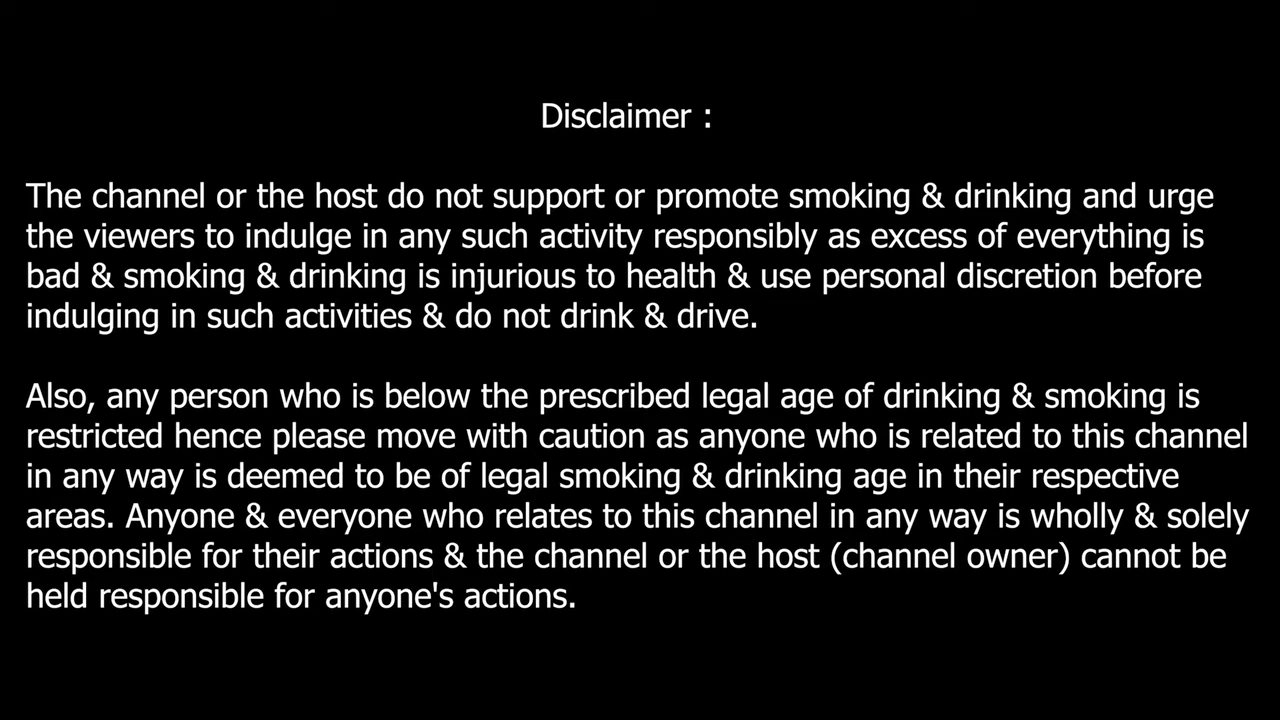 Disclaimer :
The channel or the host do not support or promote smoking & drinking and urge
the viewers to indulge in any such activity responsibly as excess of everything is
bad & smoking & drinking is injurious to health & use personal discretion before
indulging in such activities & do not drink & drive.
Also, any person who is below the prescribed legal age of drinking & smoking is
restricted hence please move with caution as anyone who is related to this channel
in any way is deemed to be of legal smoking & drinking age in their respective
areas. Anyone & everyone who relates to this channel in any way is wholly & solely
responsible for their actions & the channel or the host (channel owner) cannot be
held responsible for anyone's actions.